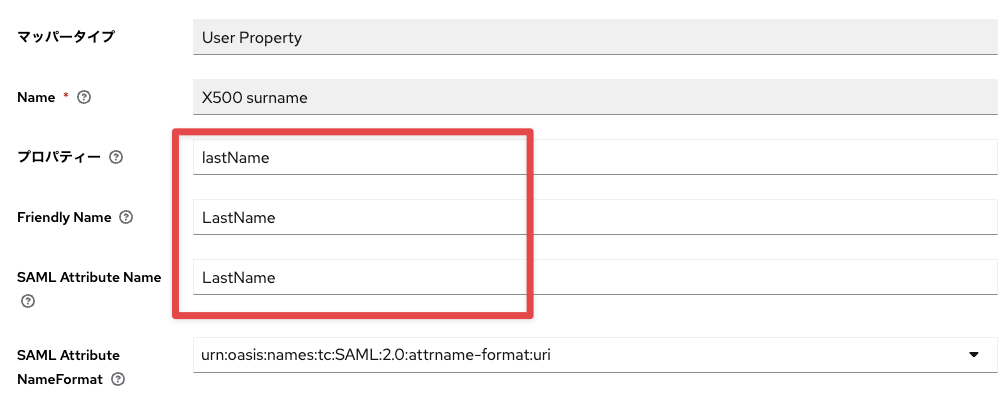 マッパータイプ User Property
Name * X500 surname
プロパティー lastName
Friendly Name LastName
SAML Attribute Name LastName
SAML Attribute urn:oasis:names:tc:SAML:2.0:attrname-format:uri
NameFormat